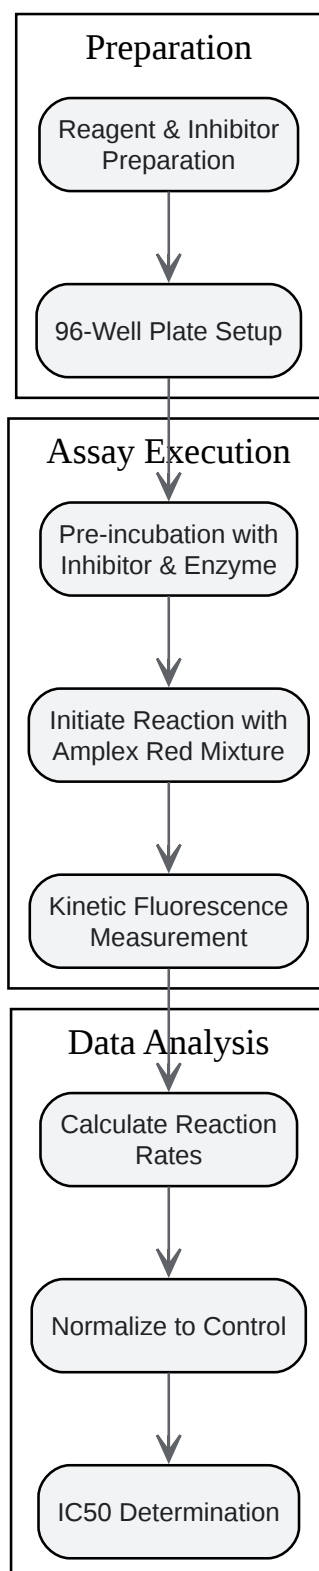 Preparation
Reagent & Inhibitor
Preparation
96-Well Plate Setup
Assay Execution
Pre-incubation with
Inhibitor & Enzyme
Initiate Reaction with
Amplex Red Mixture
Kinetic Fluorescence
Measurement
Data Analysis
Calculate Reaction
Rates
Normalize to Control
IC50 Determination